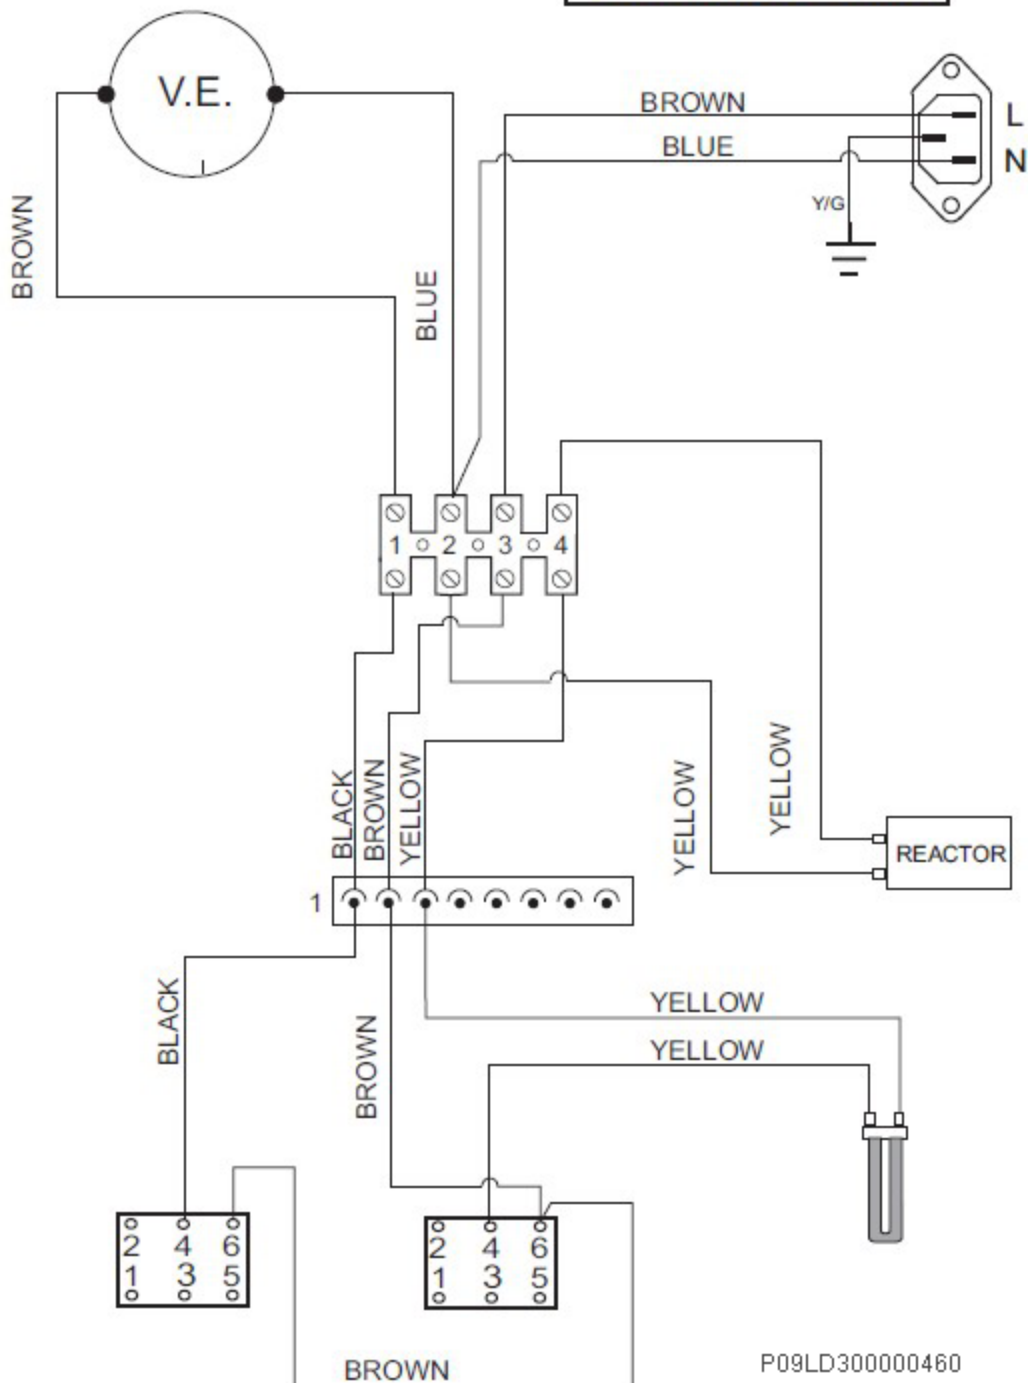 V.E.
BROWN
L
BLUE
N
Y/G
BROWN
BLUE
1 2 3 4
BLACK
BROWN
YELLOW
YELLOW
YELLOW
REACTOR
1
BLACK
BROWN
YELLOW
YELLOW
2 4 6
1 3 5
2 4 6
1 3 5
BROWN
P09LD300000460